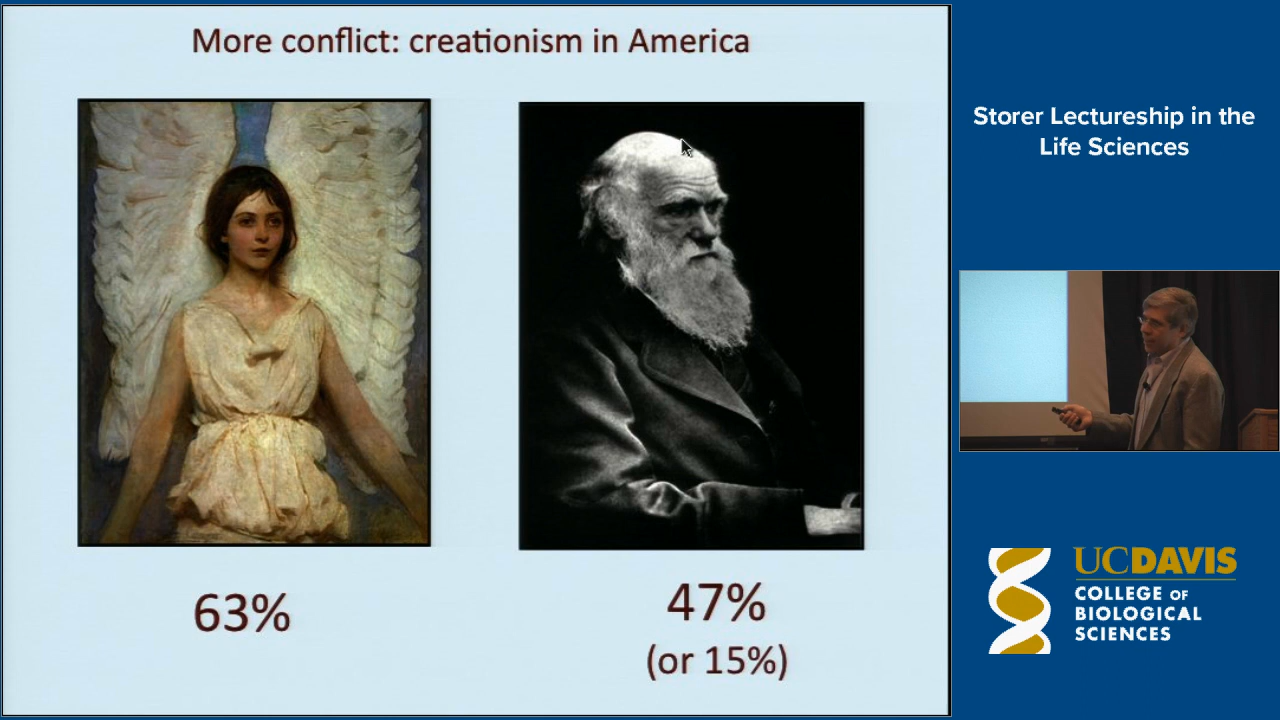 More conflict: creationism in America
63%
47%
(or 15%)
Storer Lectureship in the
Life Sciences
UCDAVIS
COLLEGE OF
BIOLOGICAL
SCIENCES